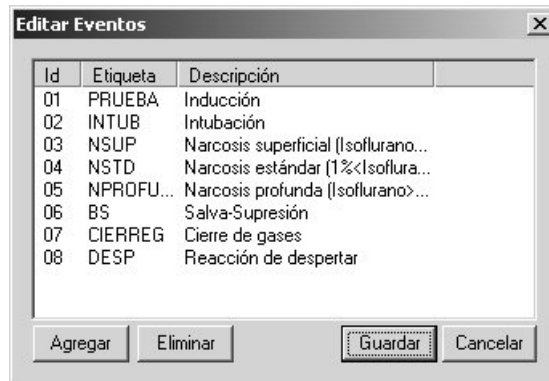 Editar Eventos
Id Etiqueta Descripción
01 PRUEBA Inducción
02 INTUB Intubación
03 NSUP Narcosis superficial (Isoflurano...
04 NSTD Narcosis estándar (1%<Isoflura...
05 NPROFU... Narcosis profunda (Isoflurano>...
06 BS Salva-Supresión
07 CIERREG Cierre de gases
08 DESP Reacción de despertar
Agregar Eliminar Guardar Cancelar